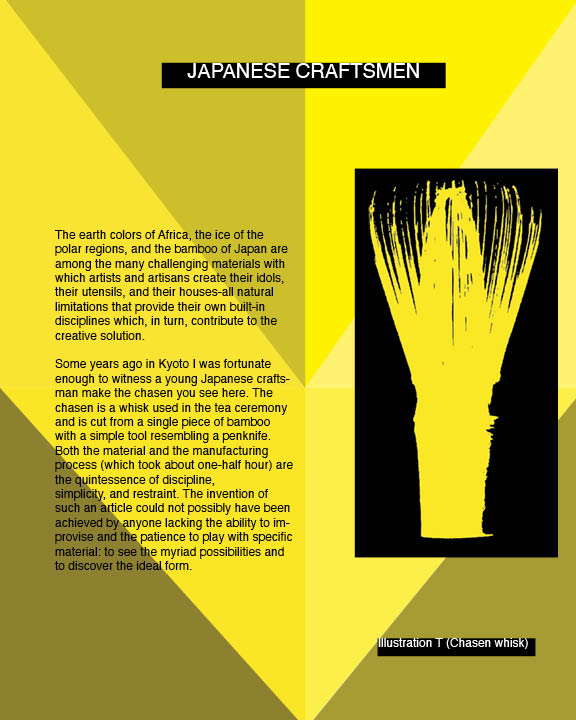 JAPANESE CRAFTSMEN
The earth colors of Africa, the ice of the
polar regions, and the bamboo of Japan are
among the many challenging materials with
which artists and artisans create their idols,
their utensils, and their houses-all natural
limitations that provide their own built-in
disciplines which, in turn, contribute to the
creative solution.
Some years ago in Kyoto I was fortunate
enough to witness a young Japanese crafts-
man make the chasen you see here. The
chasen is a whisk used in the tea ceremony
and is cut from a single piece of bamboo
with a simple tool resembling a penknife.
Both the material and the manufacturing
process (which took about one-half hour) are
the quintessence of discipline,
simplicity, and restraint. The invention of
such an article could not possibly have been
achieved by anyone lacking the ability to im-
provise and the patience to play with specific
material: to see the myriad possibilities and
to discover the ideal form.
Illustration T (Chasen whisk)